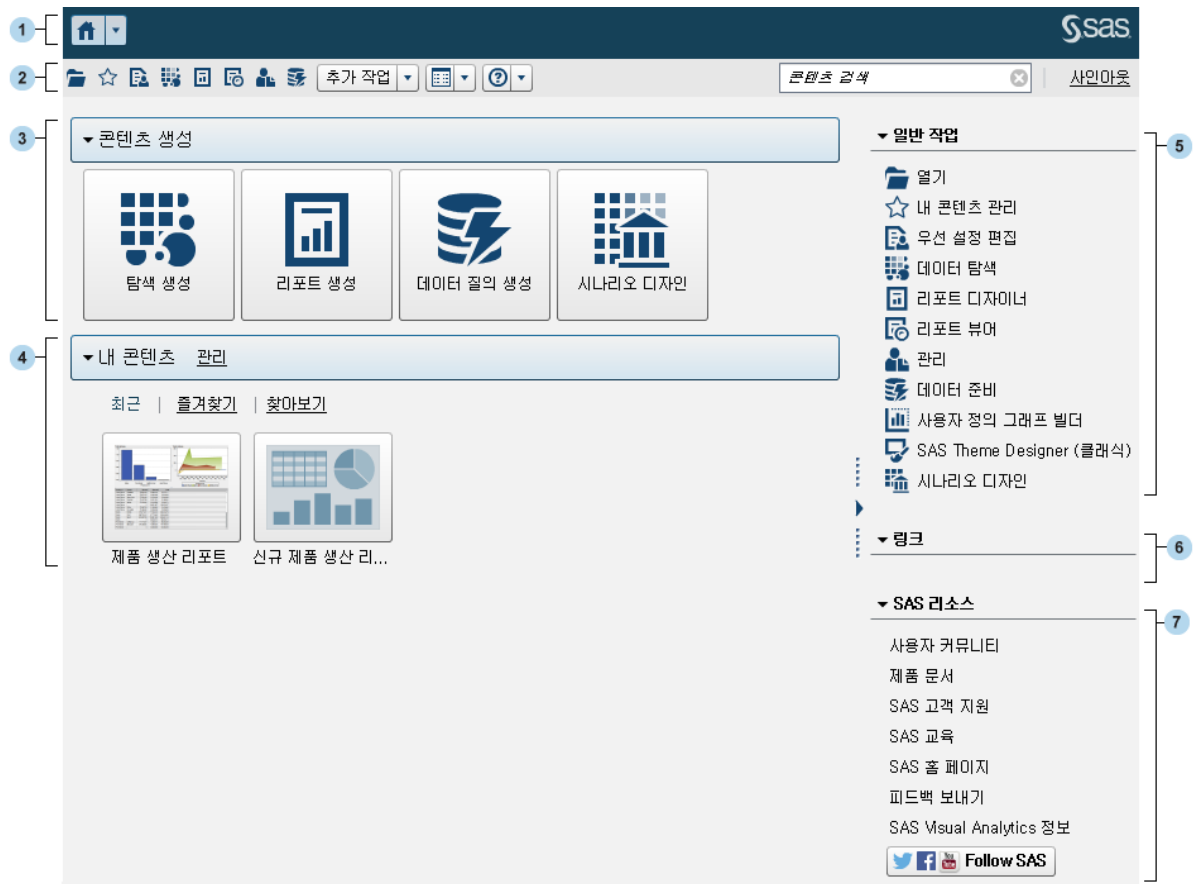 1
sas
2
추가 작업
콘텐츠 검색
사인아웃
3
콘텐츠 생성
탐색 생성
리포트 생성
데이터 질의 생성
시나리오 디자인
4
내 콘텐츠 관리
최근 | 즐겨찾기 | 찾아보기
제품 생산 리포트
신규 제품 생산 리...
일반 작업
5
열기
내 콘텐츠 관리
우선 설정 편집
데이터 탐색
리포트 디자이너
리포트 뷰어
관리
데이터 준비
사용자 정의 그래프 빌더
SAS Theme Designer (클래식)
시나리오 디자인
링크
6
SAS 리소스
7
사용자 커뮤니티
제품 문서
SAS 고객 지원
SAS 교육
SAS 홈 페이지
피드백 보내기
SAS Visual Analytics 정보
Follow SAS